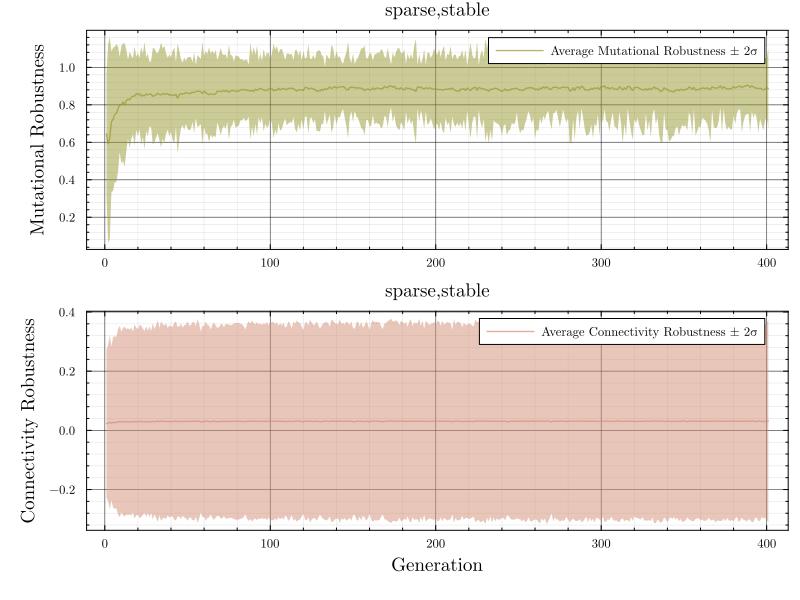 sparse,stable
Average Mutational Robustness ± 2σ
Mutational Robustness
1.0
0.8
0.6
0.4
0.2
0
100
200
300
400
sparse,stable
Average Connectivity Robustness ± 2σ
Connectivity Robustness
0.4
0.2
0.0
−0.2
0
100
200
300
400
Generation